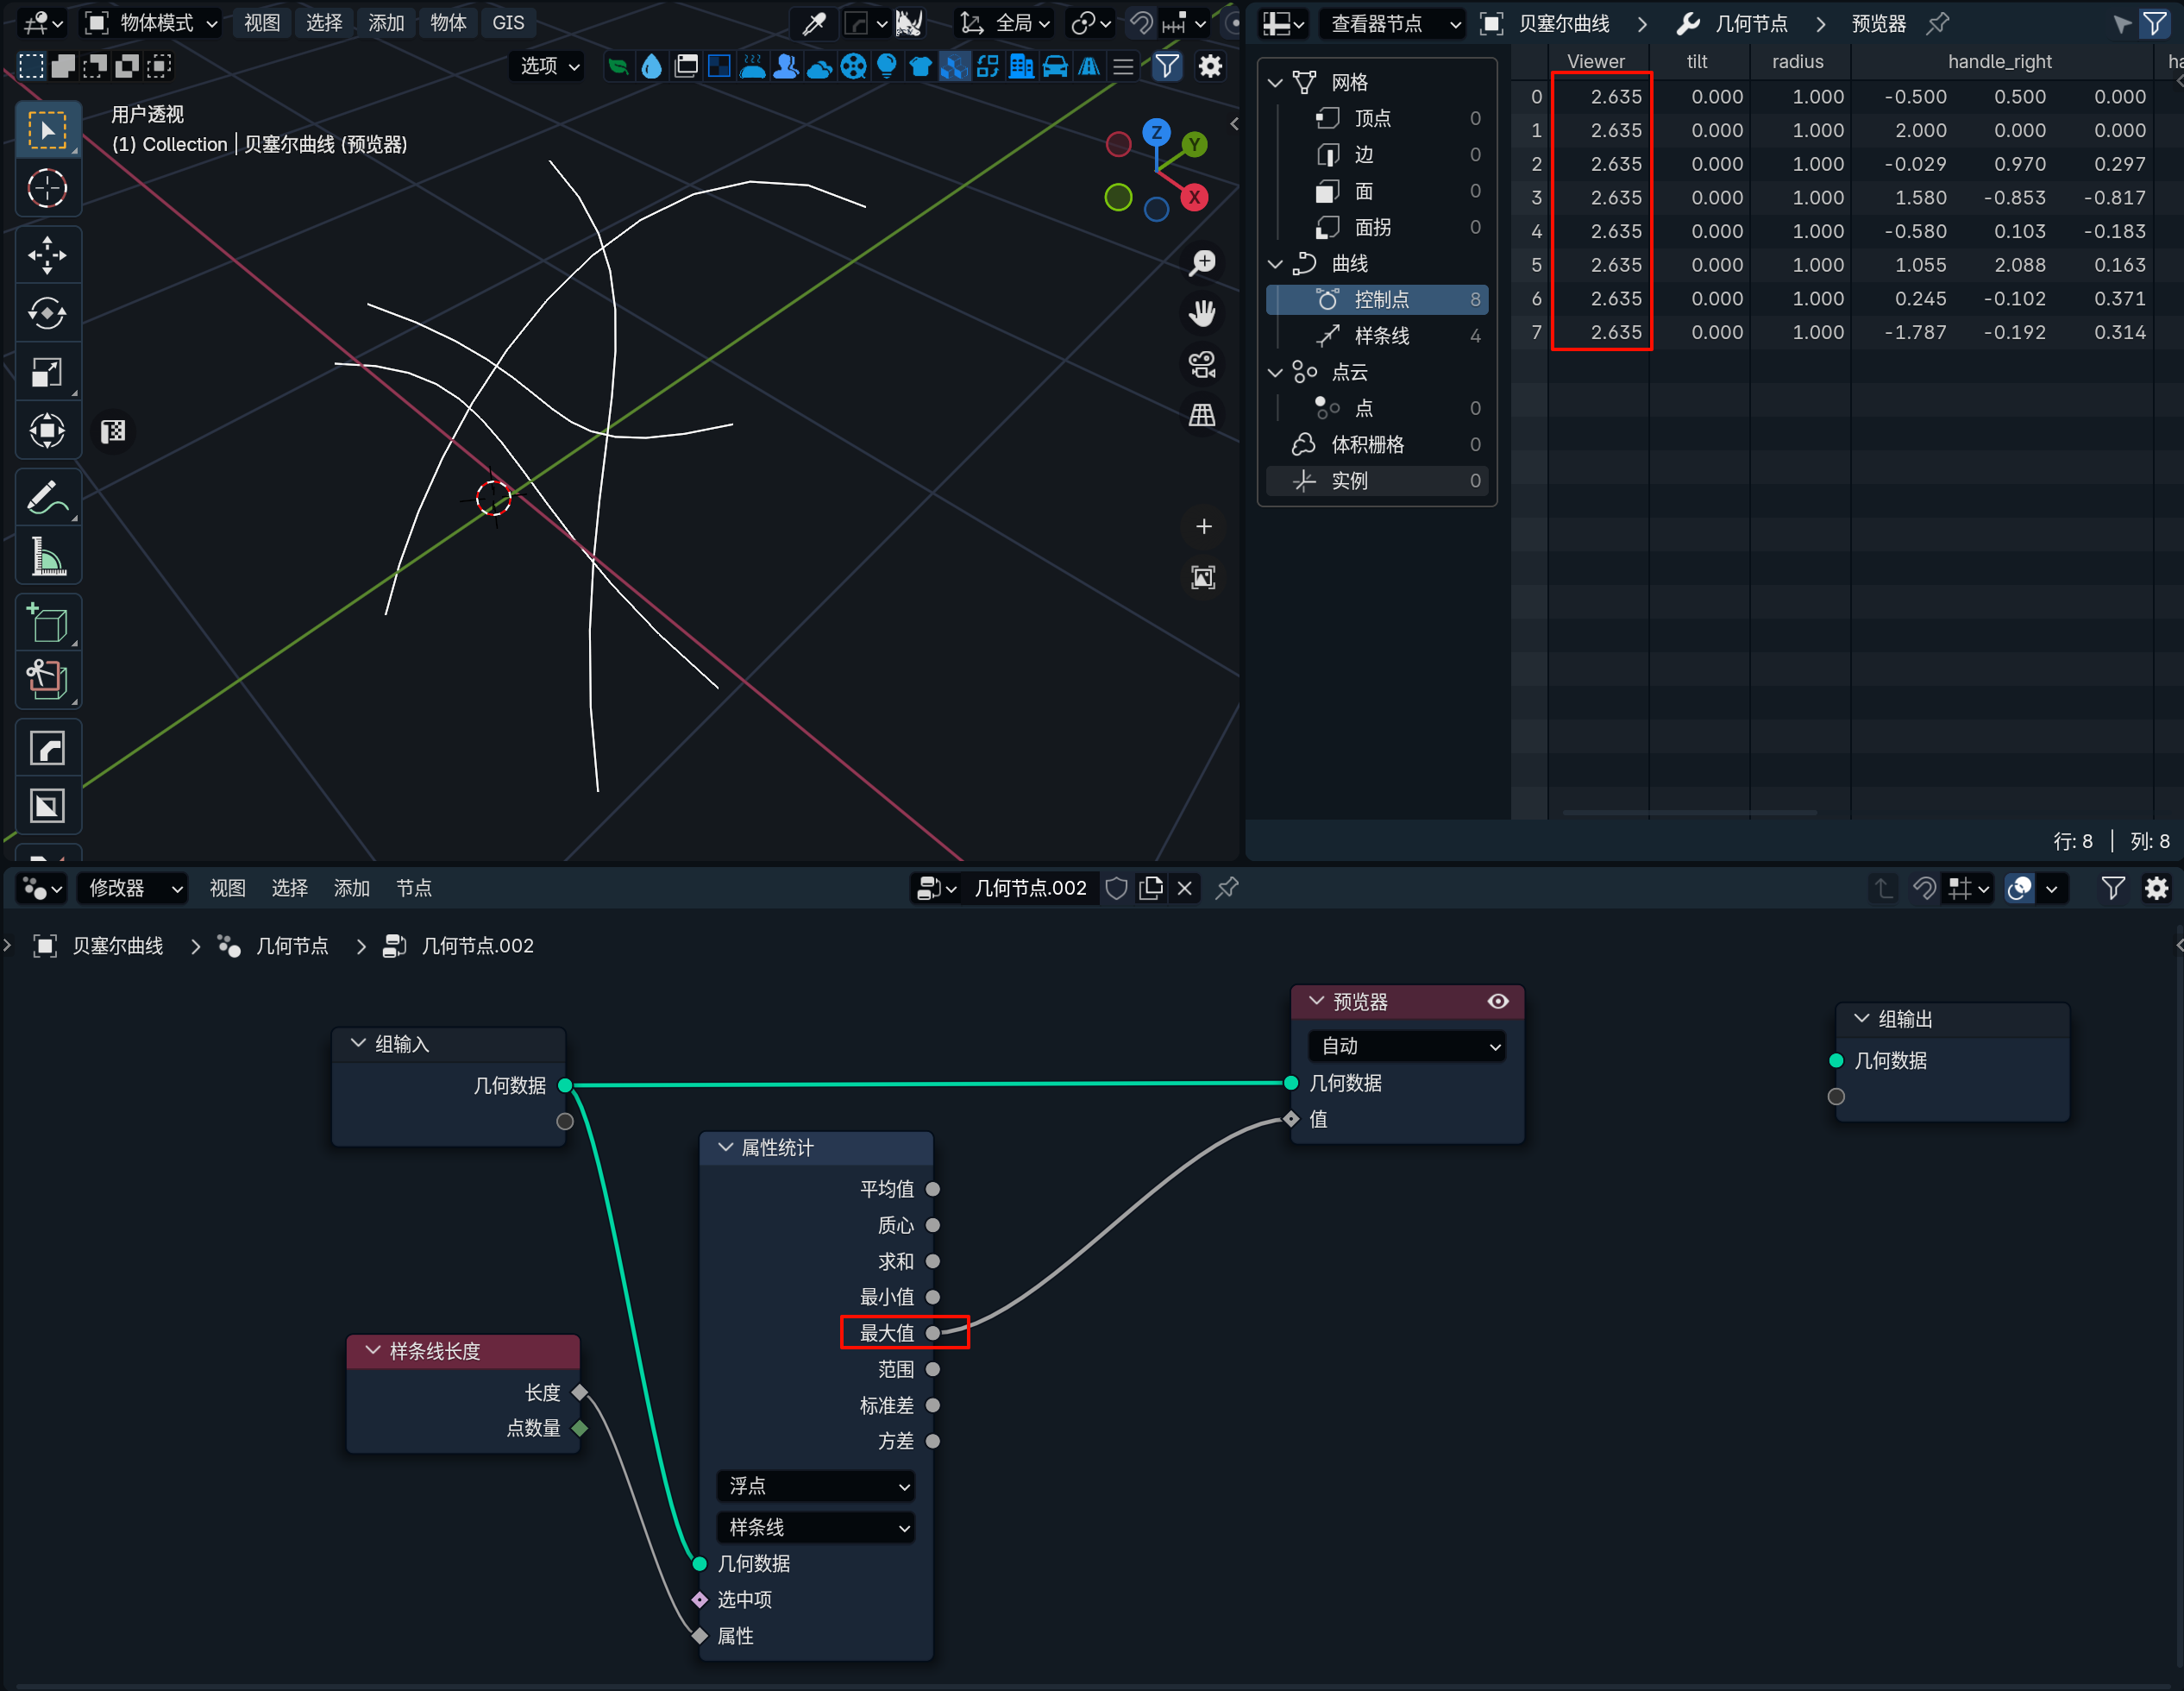 物体模式 视图 选择 添加 物体 GIS 全局
选项
用户透视
(1) Collection | 贝塞尔曲线 (预览器)
Z
Y
X
查看器节点 贝塞尔曲线 几何节点 预览器
网格
顶点 0
边 0
面 0
面拐 0
曲线
控制点 8
样条线 4
点云
点 0
体积栅格 0
实例 0
Viewer tilt radius handle_right ha
0 2.635 0.000 1.000 -0.500 0.500 0.000
1 2.635 0.000 1.000 2.000 0.000 0.000
2 2.635 0.000 1.000 -0.029 0.970 0.297
3 2.635 0.000 1.000 1.580 -0.853 -0.817
4 2.635 0.000 1.000 -0.580 0.103 -0.183
5 2.635 0.000 1.000 1.055 2.088 0.163
6 2.635 0.000 1.000 0.245 -0.102 0.371
7 2.635 0.000 1.000 -1.787 -0.192 0.314
行: 8 | 列: 8
修改器 视图 选择 添加 节点 几何节点.002
贝塞尔曲线 几何节点 几何节点.002
组输入
几何数据
样条线长度
长度
点数量
属性统计
平均值
质心
求和
最小值
最大值
范围
标准差
方差
浮点
样条线
几何数据
选中项
属性
预览器
自动
几何数据
值
组输出
几何数据